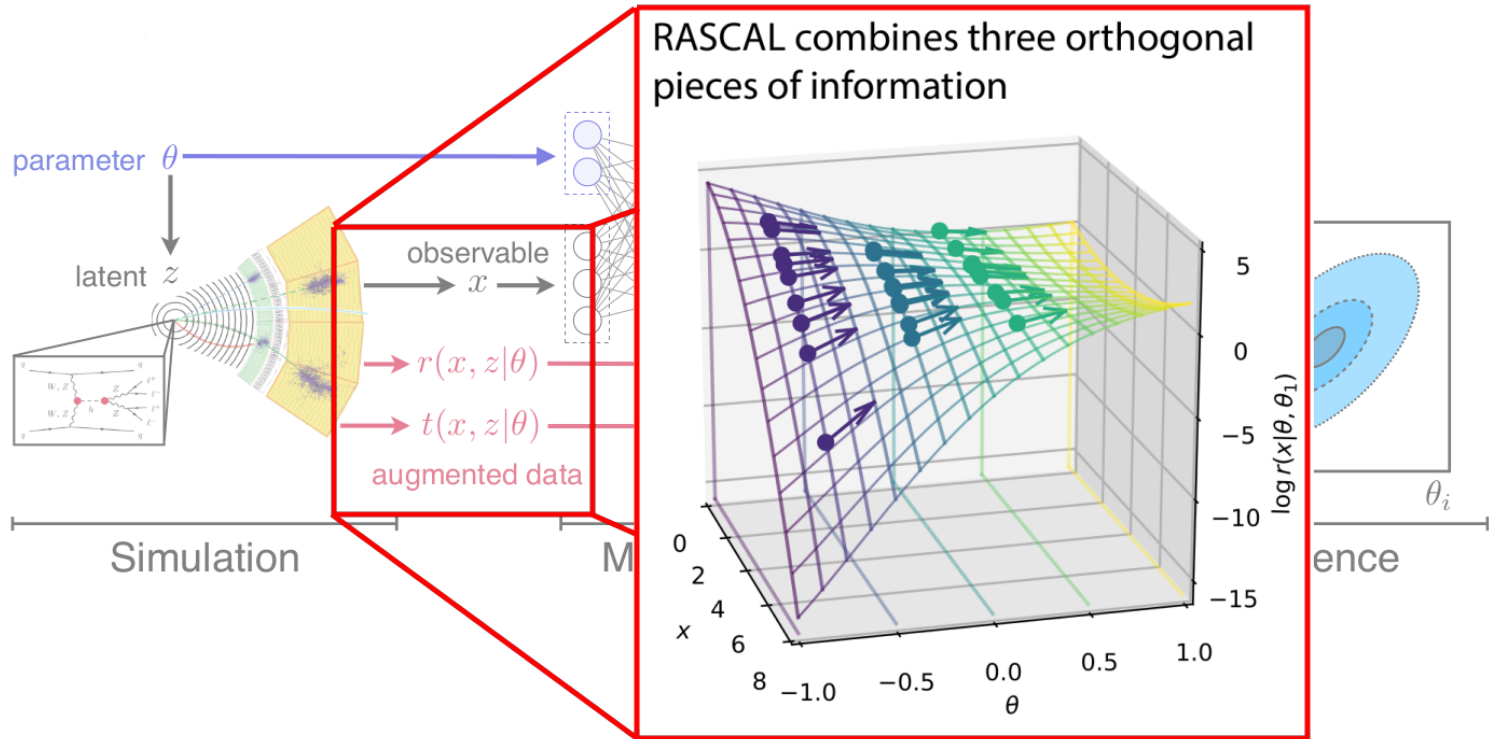 RASCAL combines three orthogonal
pieces of information
parameter θ
latent z
observable
x
r(x, z|θ)
t(x, z|θ)
augmented data
q
q
W, Z
W, Z
h
Z
Z
ℓ+
ℓ−
ℓ+
ℓ−
q
q
Simulation
M
ence
θi
5
0
−5
−10
−15
log r(x|θ, θ1)
0
2
4
6
8
x
−1.0
−0.5
0.0
0.5
1.0
θ